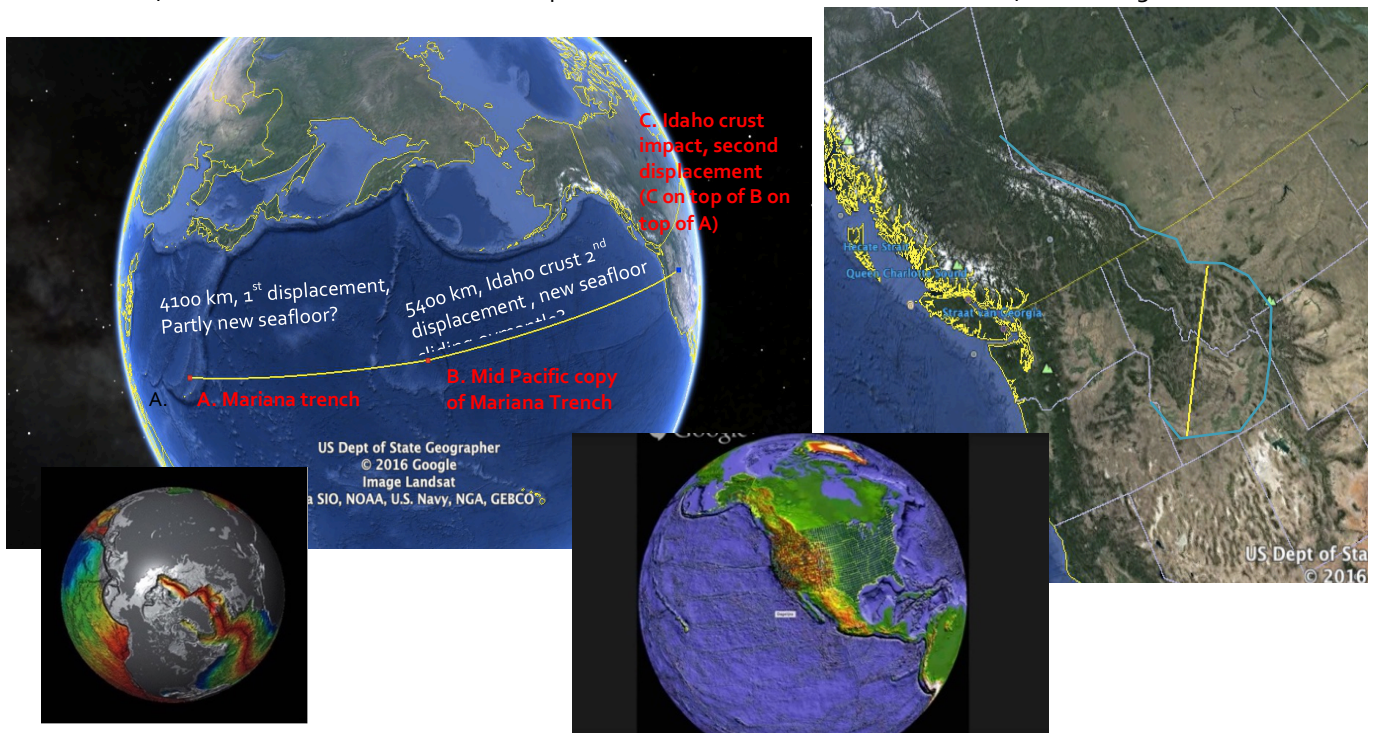 C. Idaho crust
impact, second
displacement
(C on top of B on
top of A)
4100 km, 1st displacement,
Partly new seafloor?
5400 km, Idaho crust 2nd
displacement , new seafloor
A.
A. Mariana trench
B. Mid Pacific copy
of Mariana Trench
US Dept of State Geographer
© 2016 Google
Image Landsat
a SIO, NOAA, U.S. Navy, NGA, GEBCO
Google
Hecate Strait
Queen Charlotte Sound
Straat van Georgia
US Dept of Sta
© 2016